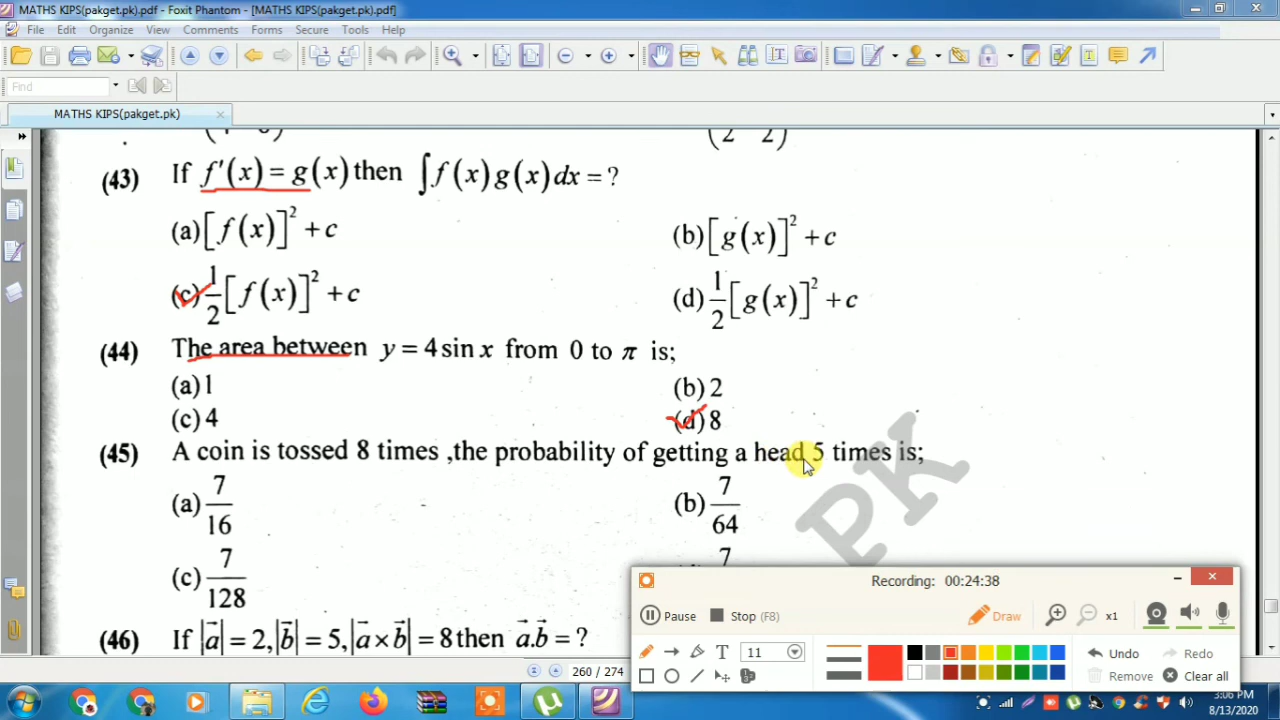 MATHS KIPS(pakget.pk).pdf - Foxit Phantom - [MATHS KIPS(pakget.pk).pdf]
File Edit Organize View Comments Forms Secure Tools Help
Find
MATHS KIPS(pakget.pk)
(43) If f'(x) = g(x) then ∫f(x)g(x)dx = ?
(a) [f(x)]² + c (b) [g(x)]² + c
(c) 1/2 [f(x)]² + c (d) 1/2 [g(x)]² + c
(44) The area between y = 4 sin x from 0 to π is;
(a) 1 (b) 2
(c) 4 (d) 8
(45) A coin is tossed 8 times ,the probability of getting a head 5 times is;
(a) 7/16 (b) 7/64
(c) 7/128 7
(46) If |a⃗| = 2, |b⃗| = 5, |a⃗ × b⃗| = 8 then a⃗.b⃗ = ?
PK
Recording: 00:24:38
Pause Stop (F8) Draw x1
T 11 Undo Redo
Remove Clear all
260 / 274
3:06 PM
8/13/2020